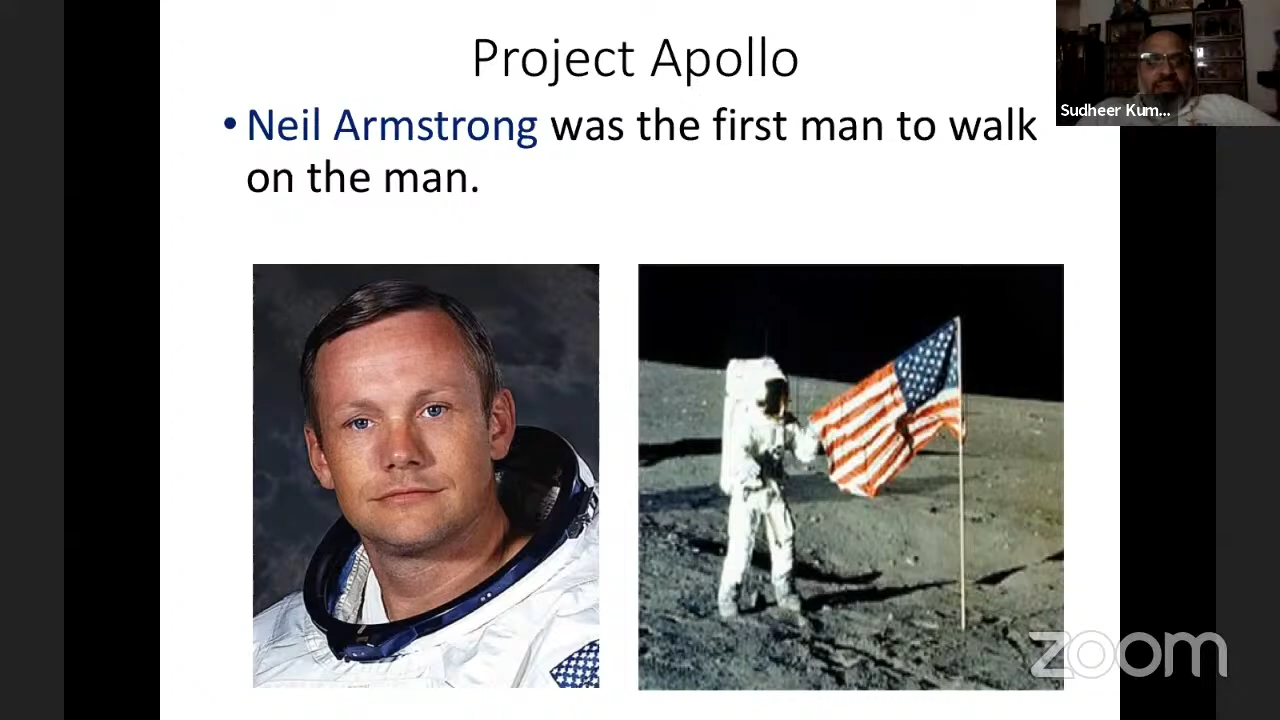 Project Apollo
Sudheer Kum...
• Neil Armstrong was the first man to walk
on the man.
zoom